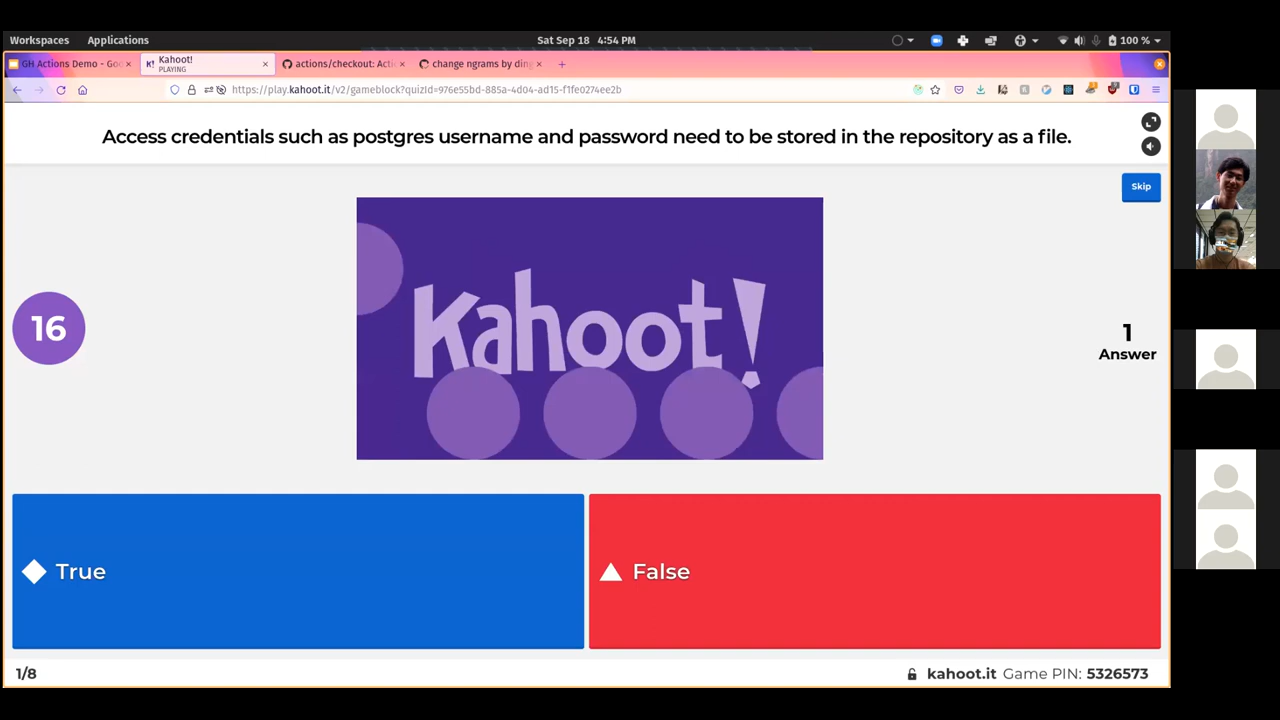 Workspaces Applications Sat Sep 18 4:54 PM 100 %
GH Actions Demo - Goo Kahoot! PLAYING actions/checkout: Acti change ngrams by ding
https://play.kahoot.it/v2/gameblock?quizId=976e55bd-885a-4d04-ad15-f1fe0274ee2b
Access credentials such as postgres username and password need to be stored in the repository as a file.
Skip
Kahoot!
16
1
Answer
True
False
1/8
kahoot.it Game PIN: 5326573